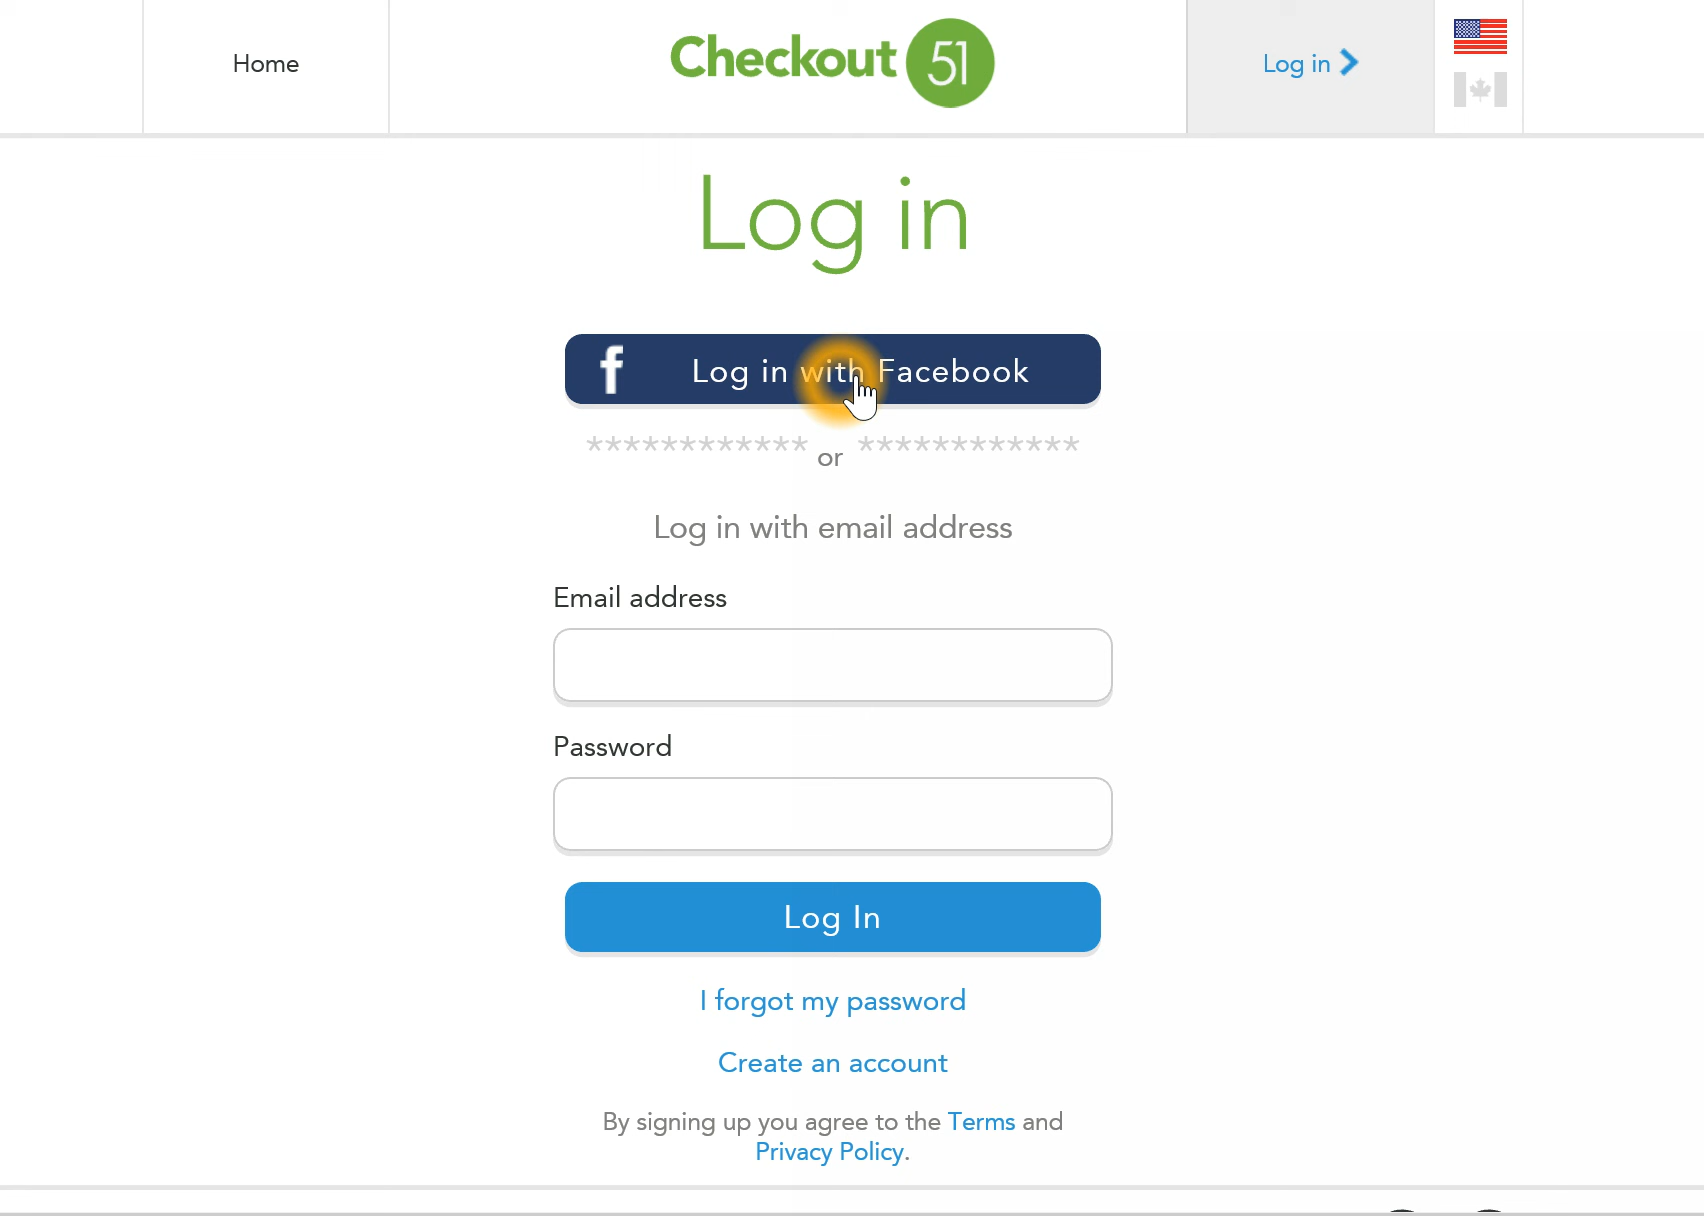 Home
Checkout 51
Log in
Log in
f
Log in with Facebook
************ or ************
Log in with email address
Email address
Password
Log In
I forgot my password
Create an account
By signing up you agree to the Terms and
Privacy Policy.